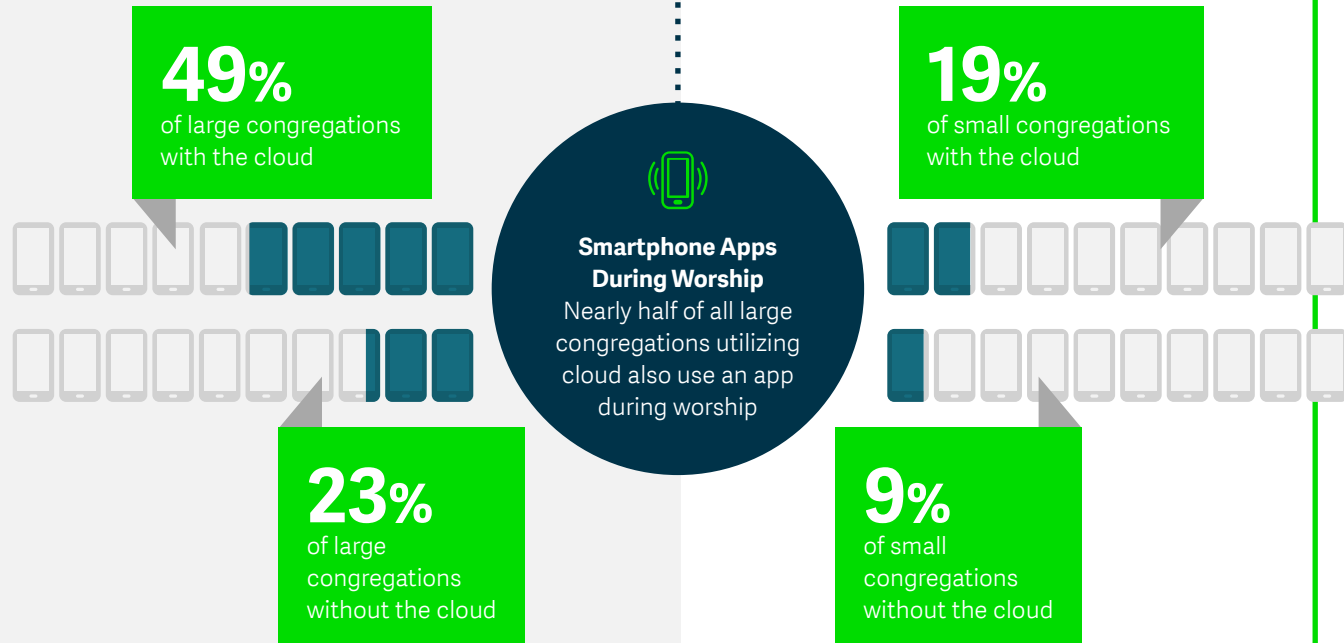 49%
of large congregations
with the cloud
19%
of small congregations
with the cloud
Smartphone Apps
During Worship
Nearly half of all large
congregations utilizing
cloud also use an app
during worship
23%
of large
congregations
without the cloud
9%
of small
congregations
without the cloud